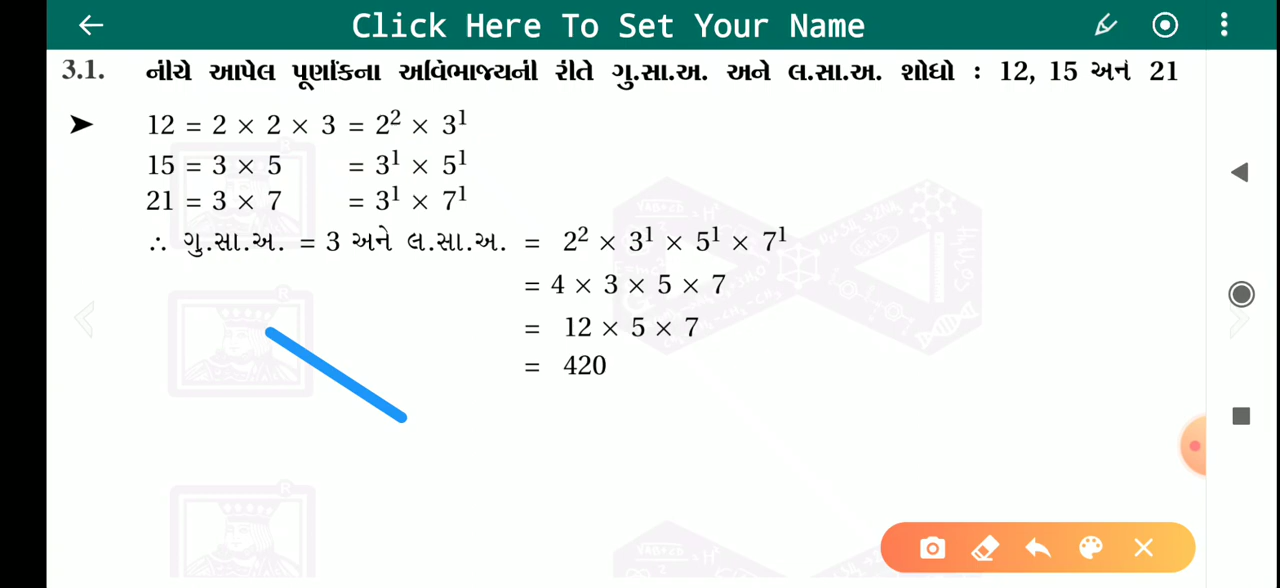 Click Here To Set Your Name
3.1. નીચે આપેલ પૂર્ણાંકના અવિભાજ્યની રીતે ગુ.સા.અ. અને લ.સા.અ. શોધો : 12, 15 અને 21
➤ 12 = 2 × 2 × 3 = 2² × 3¹
15 = 3 × 5 = 3¹ × 5¹
21 = 3 × 7 = 3¹ × 7¹
∴ ગુ.સા.અ. = 3 અને લ.સા.અ. = 2² × 3¹ × 5¹ × 7¹
= 4 × 3 × 5 × 7
= 12 × 5 × 7
= 420